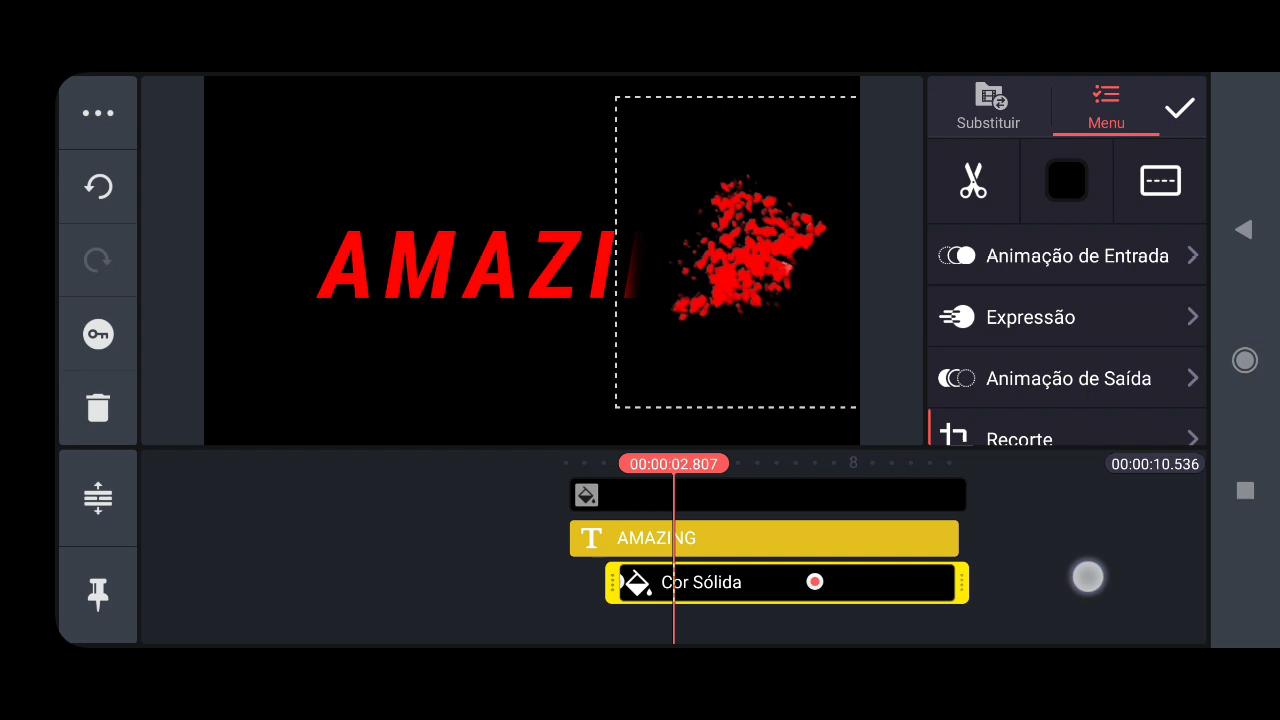 Substituir
Menu
AMAZI
Animação de Entrada
Expressão
Animação de Saída
Recorte
00:00:02.807
8
00:00:10.536
T AMAZING
Cor Sólida